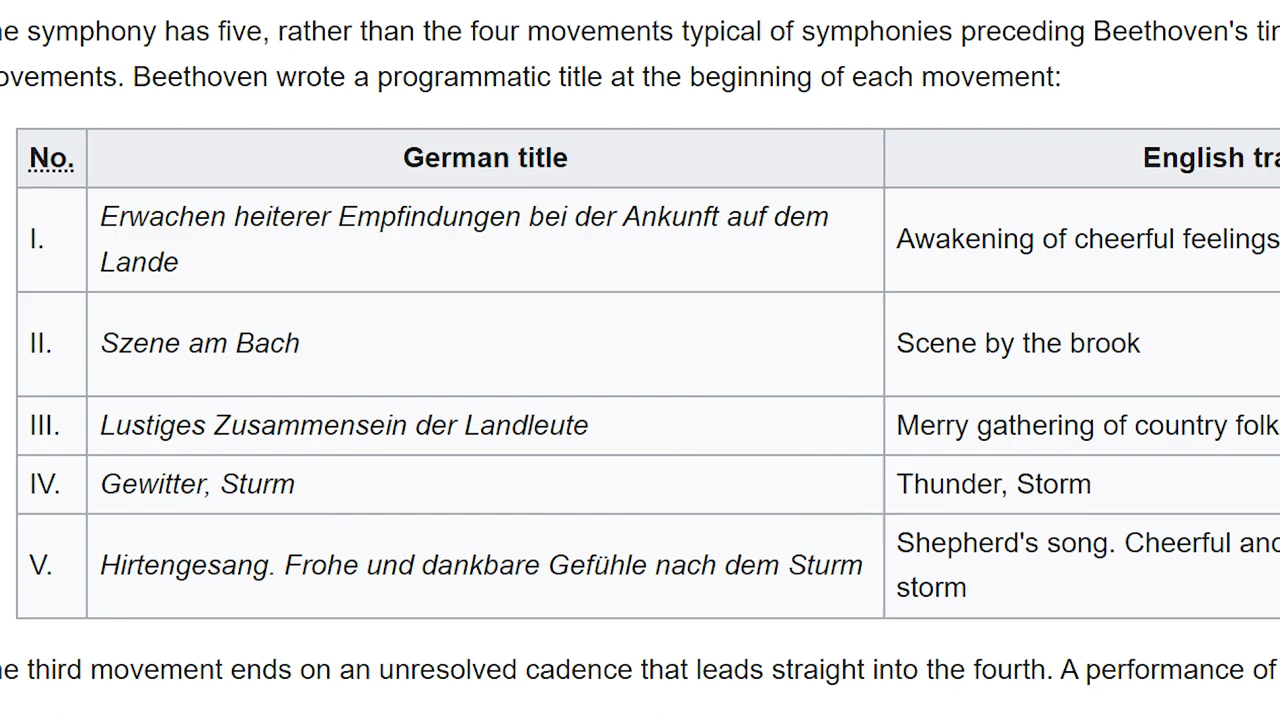 he symphony has five, rather than the four movements typical of symphonies preceding Beethoven's tir
ovements. Beethoven wrote a programmatic title at the beginning of each movement:
No. German title English tra
I. Erwachen heiterer Empfindungen bei der Ankunft auf dem Lande Awakening of cheerful feelings
II. Szene am Bach Scene by the brook
III. Lustiges Zusammensein der Landleute Merry gathering of country folk
IV. Gewitter, Sturm Thunder, Storm
V. Hirtengesang. Frohe und dankbare Gefühle nach dem Sturm Shepherd's song. Cheerful and
storm
he third movement ends on an unresolved cadence that leads straight into the fourth. A performance of